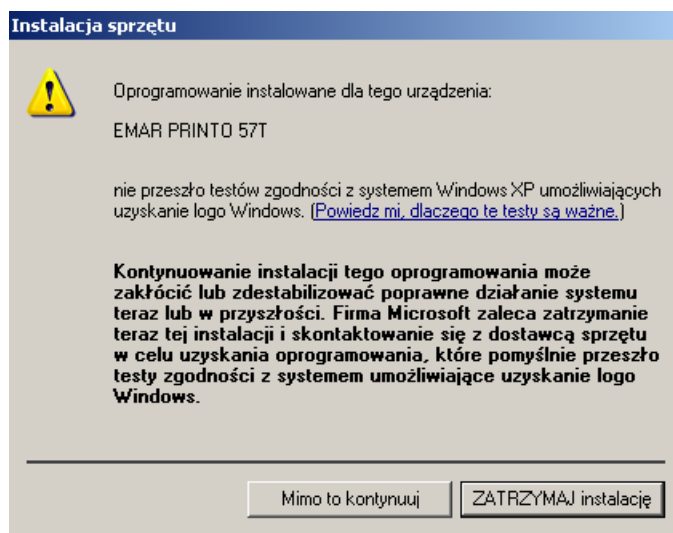 Instalacja sprzętu
Oprogramowanie instalowane dla tego urządzenia:
EMAR PRINTO 57T
nie przeszło testów zgodności z systemem Windows XP umożliwiających
uzyskanie logo Windows. (Powiedz mi, dlaczego te testy są ważne.)
Kontynuowanie instalacji tego oprogramowania może
zakłócić lub zdestabilizować poprawne działanie systemu
teraz lub w przyszłości. Firma Microsoft zaleca zatrzymanie
teraz tej instalacji i skontaktowanie się z dostawcą sprzętu
w celu uzyskania oprogramowania, które pomyślnie przeszło
testy zgodności z systemem umożliwiające uzyskanie logo
Windows.
Mimo to kontynuuj
ZATRZYMAJ instalację